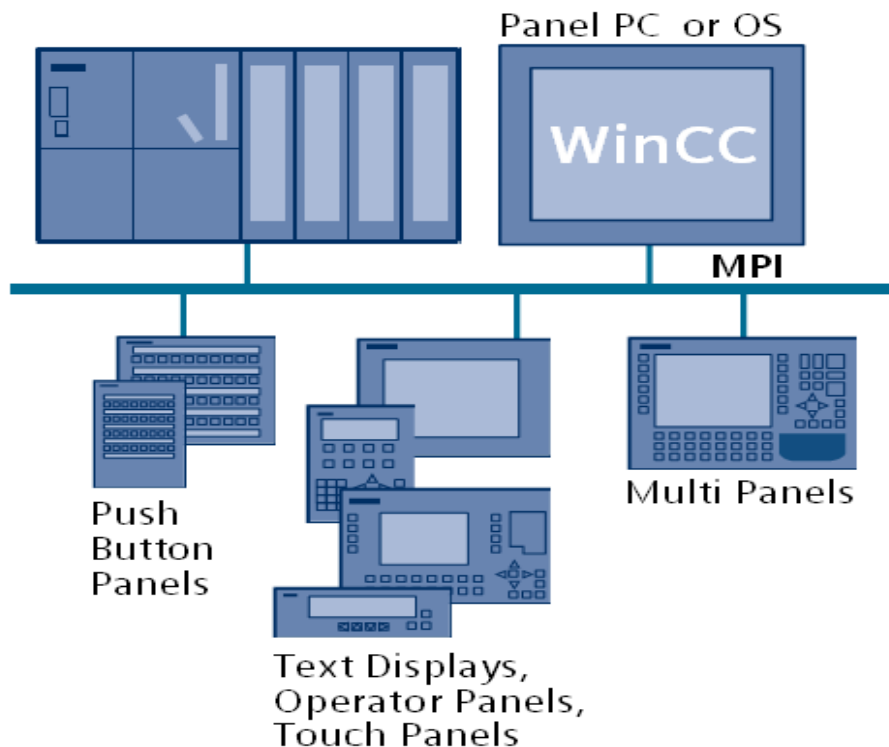 Panel PC or OS
WinCC
MPI
Push
Button
Panels
Text Displays,
Operator Panels,
Touch Panels
Multi Panels